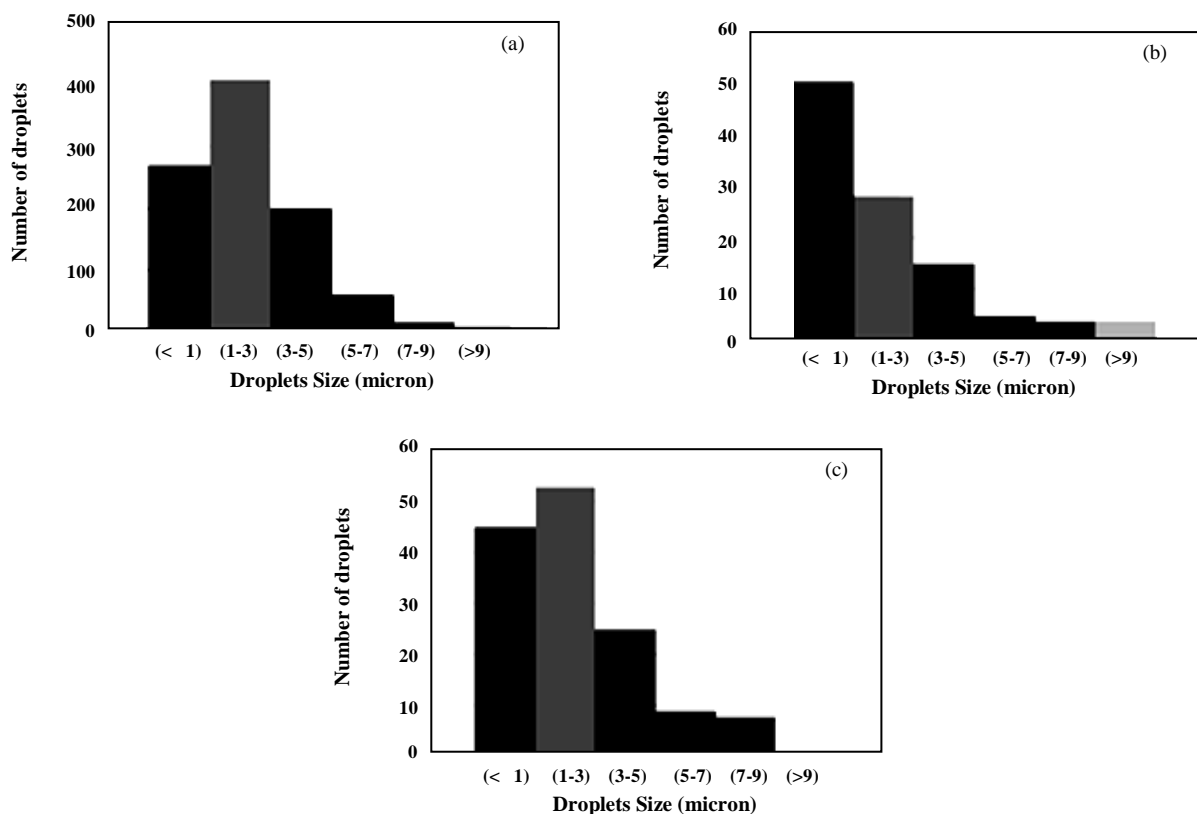 (a)
Number of droplets
500
400
300
200
100
0
(< 1) (1-3) (3-5) (5-7) (7-9) (>9)
Droplets Size (micron)
(b)
Number of droplets
60
50
40
30
20
10
0
(< 1) (1-3) (3-5) (5-7) (7-9) (>9)
Droplets Size (micron)
(c)
Number of droplets
60
50
40
30
20
10
0
(< 1) (1-3) (3-5) (5-7) (7-9) (>9)
Droplets Size (micron)